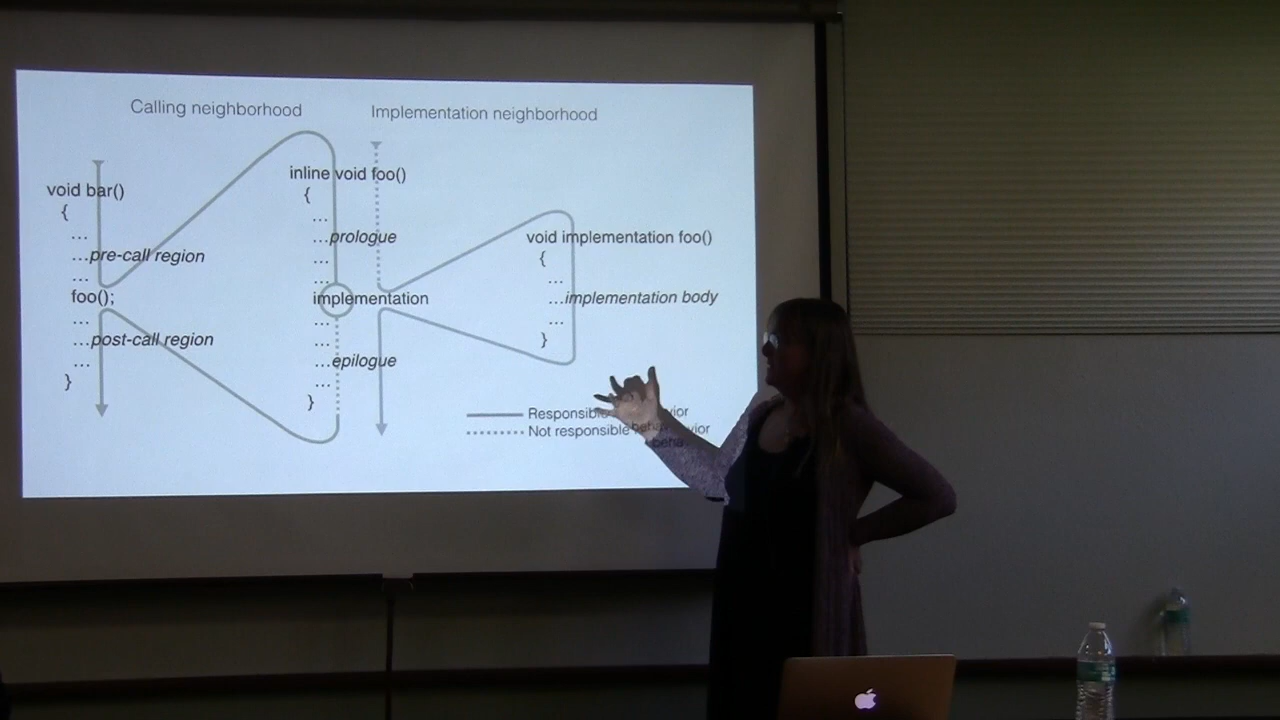 Calling neighborhood
Implementation neighborhood
void bar()
{
...
...pre-call region
...
foo();
...
...post-call region
...
}
inline void foo()
{
...
...prologue
...
...
implementation
...
...
...epilogue
...
}
void implementation foo()
{
...
...implementation body
...
}
Responsible
Not responsible behavior